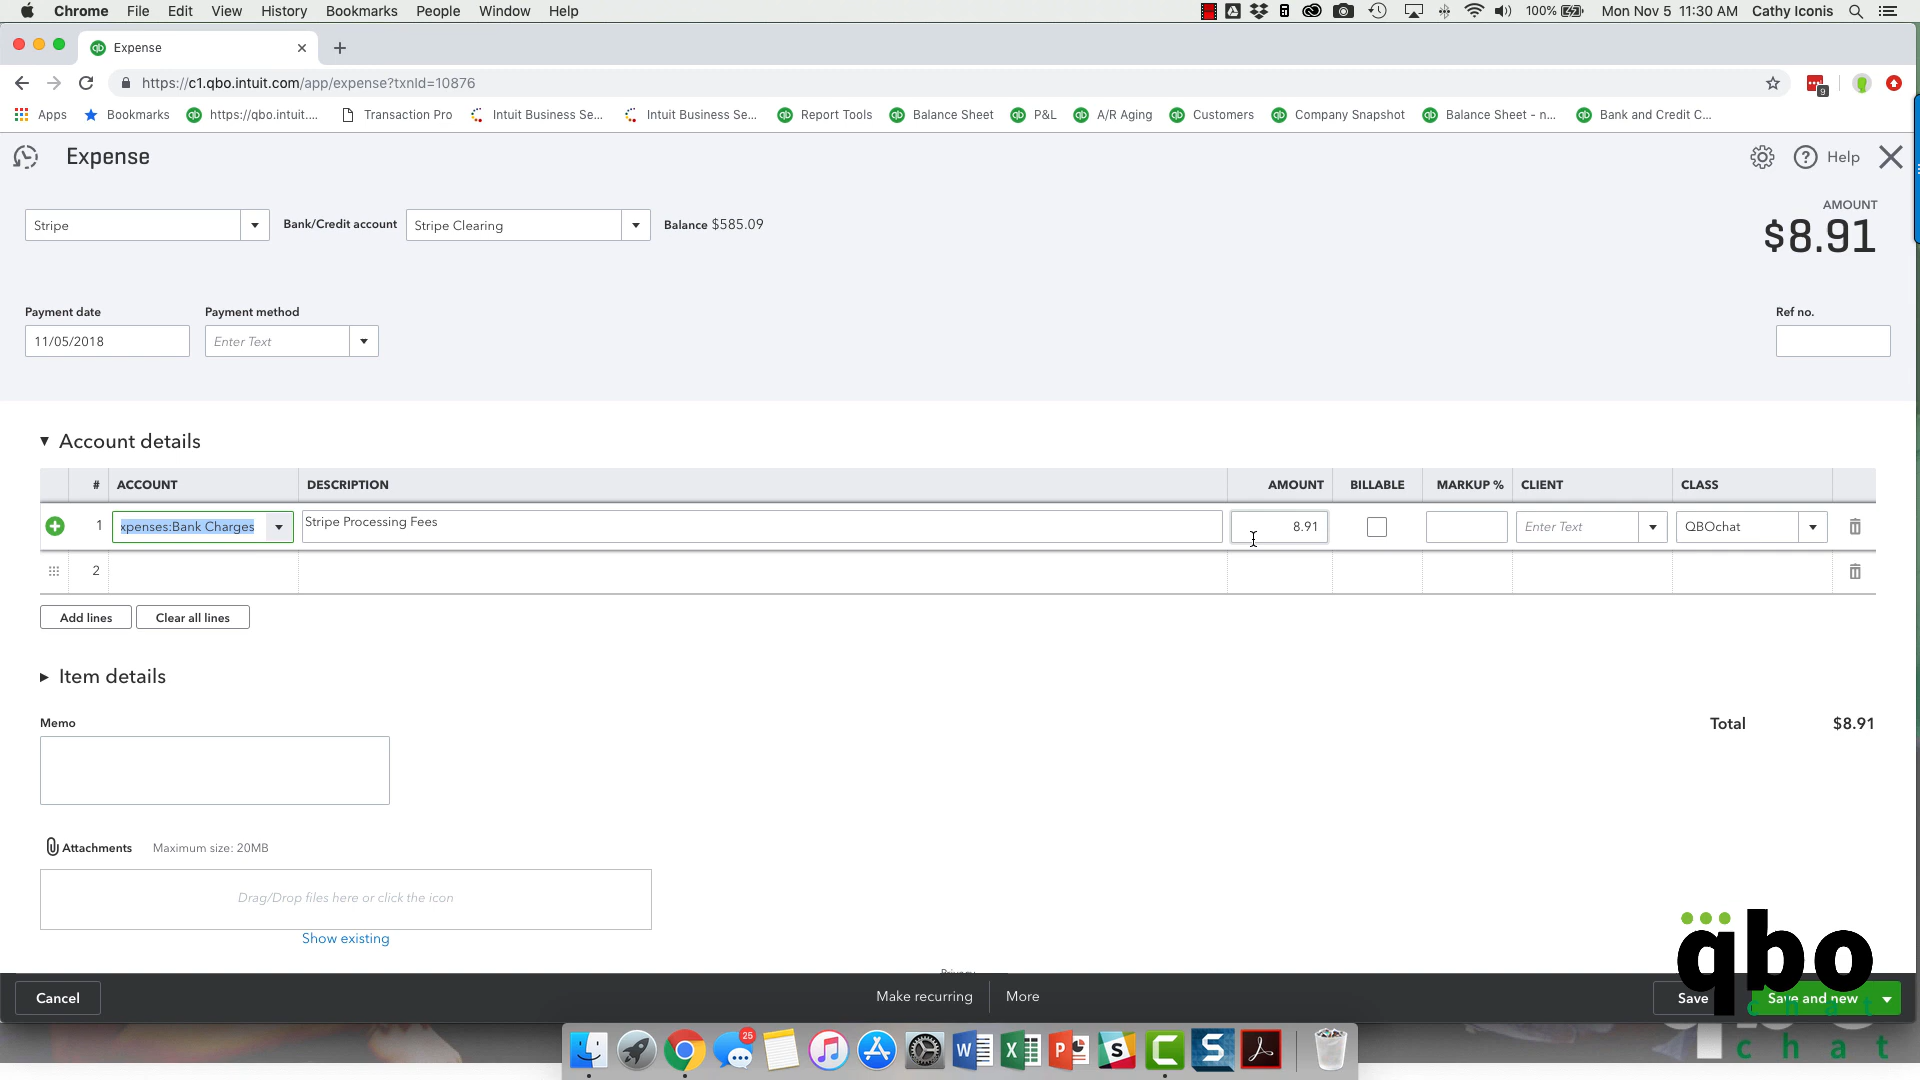 Chrome File Edit View History Bookmarks People Window Help 100% Mon Nov 5 11:30 AM Cathy Iconis
Expense
https://c1.qbo.intuit.com/app/expense?txnId=10876
9
Apps Bookmarks https://qbo.intuit.... Transaction Pro Intuit Business Se... Intuit Business Se... Report Tools Balance Sheet P&L A/R Aging Customers Company Snapshot Balance Sheet - n... Bank and Credit C...
Expense
Help
AMOUNT
$8.91
Stripe Bank/Credit account Stripe Clearing Balance $585.09
Payment date Payment method Ref no.
11/05/2018 Enter Text
Account details
# ACCOUNT DESCRIPTION AMOUNT BILLABLE MARKUP % CLIENT CLASS
1 xpenses:Bank Charges Stripe Processing Fees 8.91 Enter Text QBOchat
2
Add lines Clear all lines
Item details
Memo
Total $8.91
Attachments Maximum size: 20MB
Drag/Drop files here or click the icon
Show existing
Privacy
Cancel Make recurring More Save Save and new
qbo
chat
25